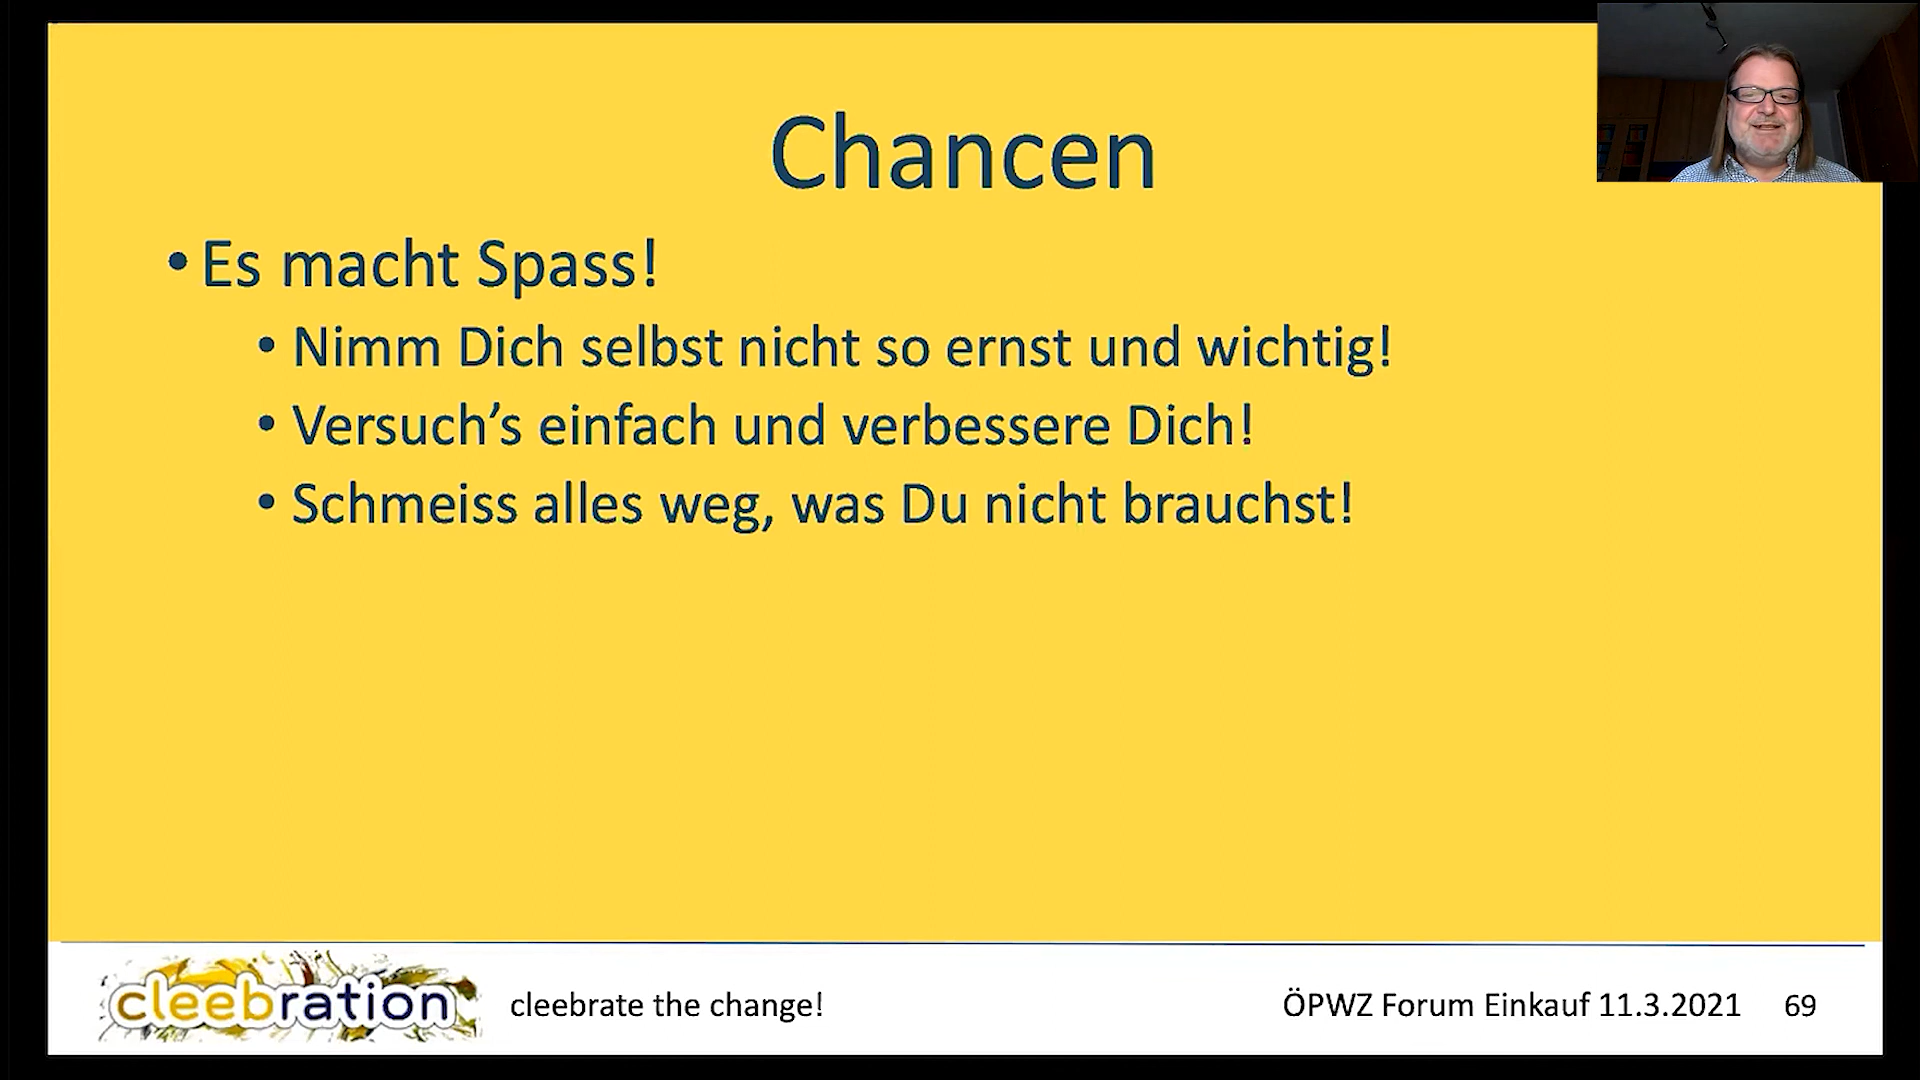 Chancen
• Es macht Spass!
• Nimm Dich selbst nicht so ernst und wichtig!
• Versuch’s einfach und verbessere Dich!
• Schmeiss alles weg, was Du nicht brauchst!
cleebration cleebrate the change! ÖPWZ Forum Einkauf 11.3.2021 69